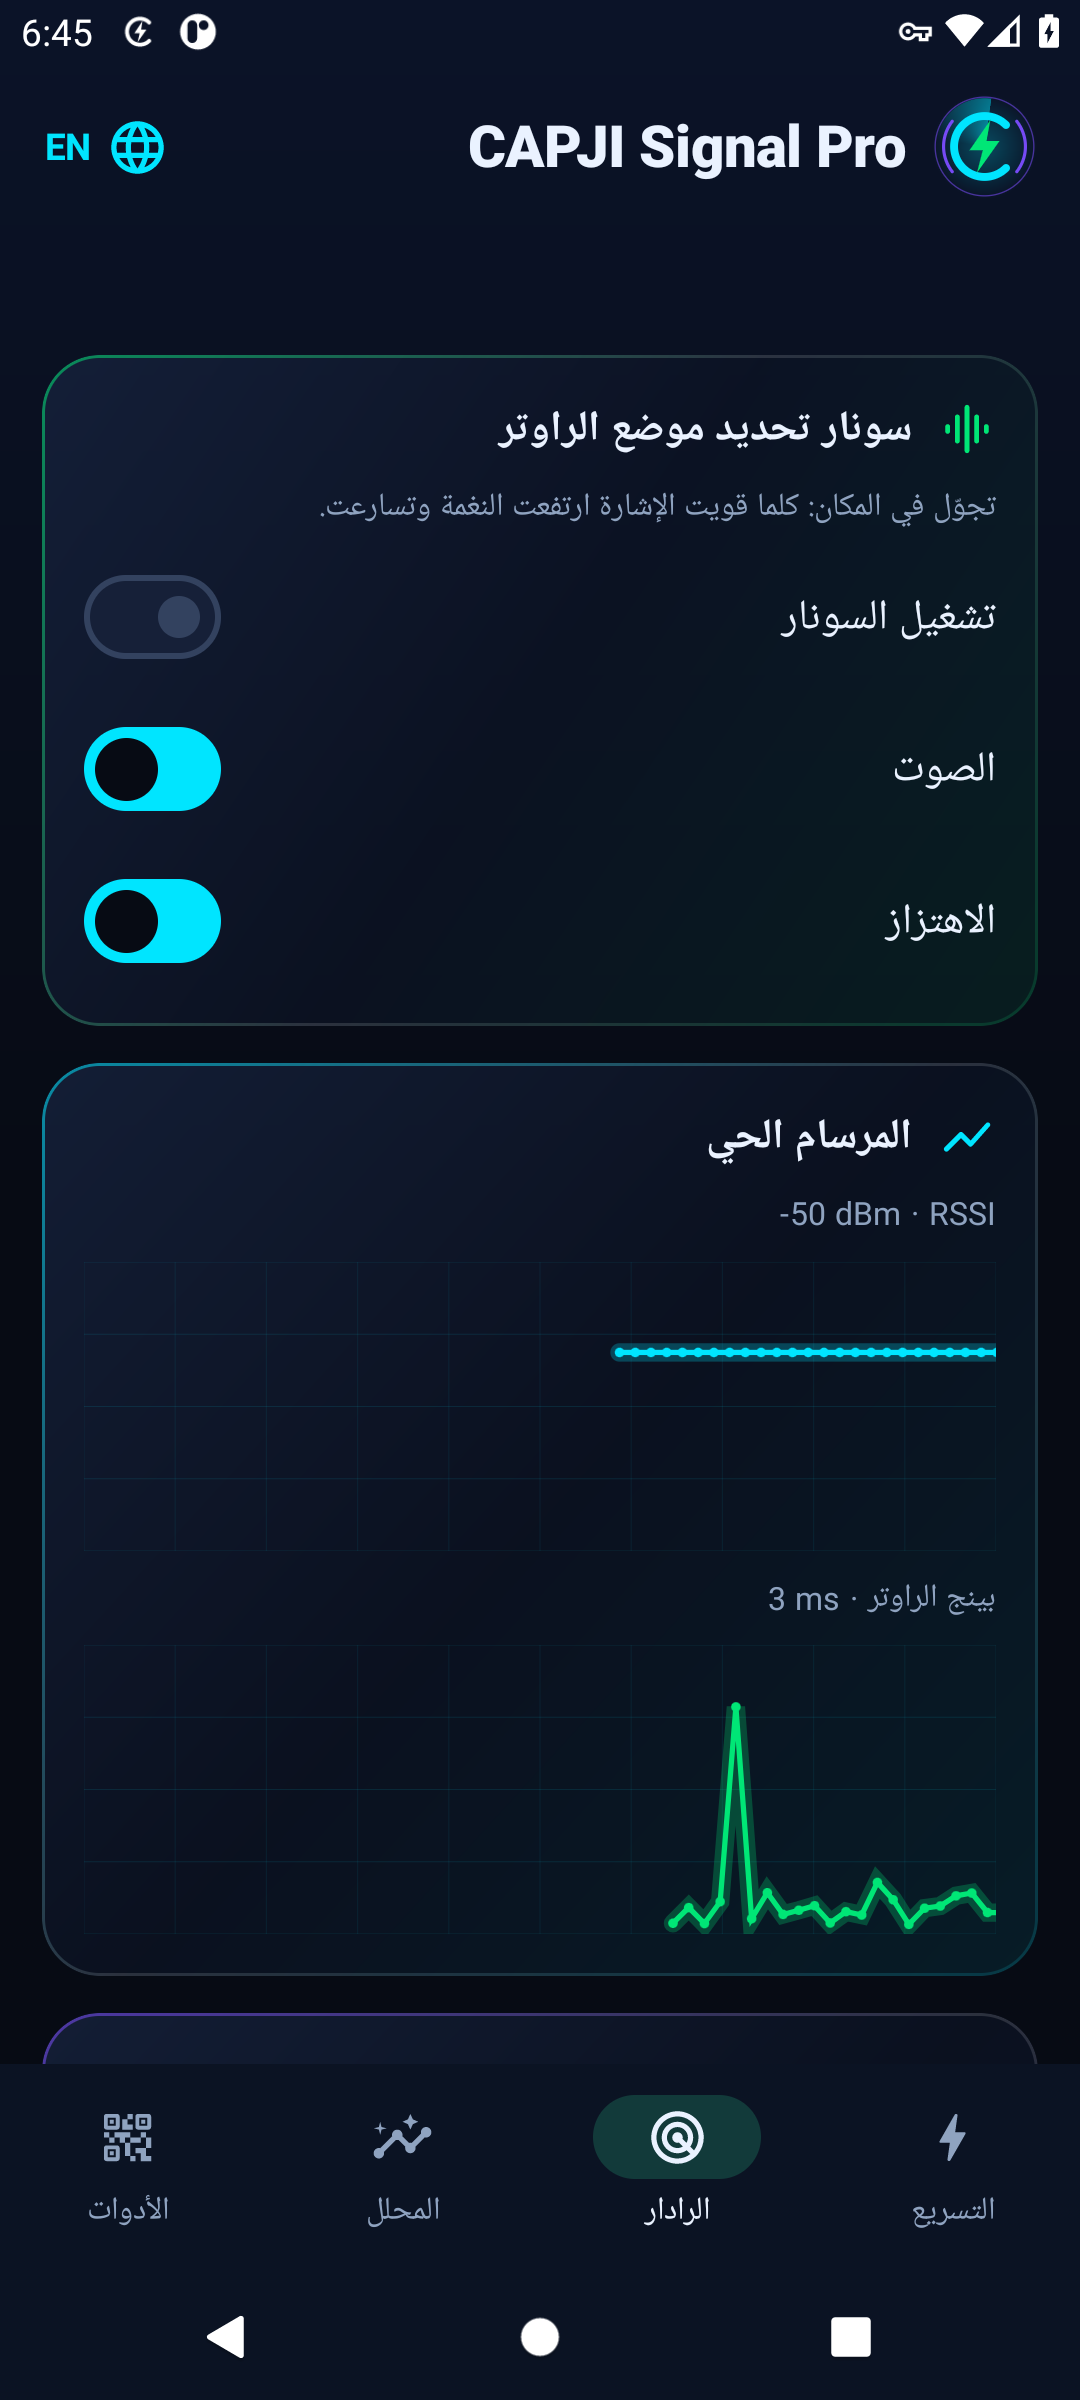 6:45
CAPJI Signal Pro
EN
سونار تحديد موضع الراوتر
تجوّل في المكان: كلما قويت الإشارة ارتفعت النغمة وتسارعت.
تشغيل السونار
الصوت
الاهتزاز
المرسام الحي
RSSI · -50 dBm
بينج الراوتر · 3 ms
التسريع
الرادار
المحلل
الأدوات